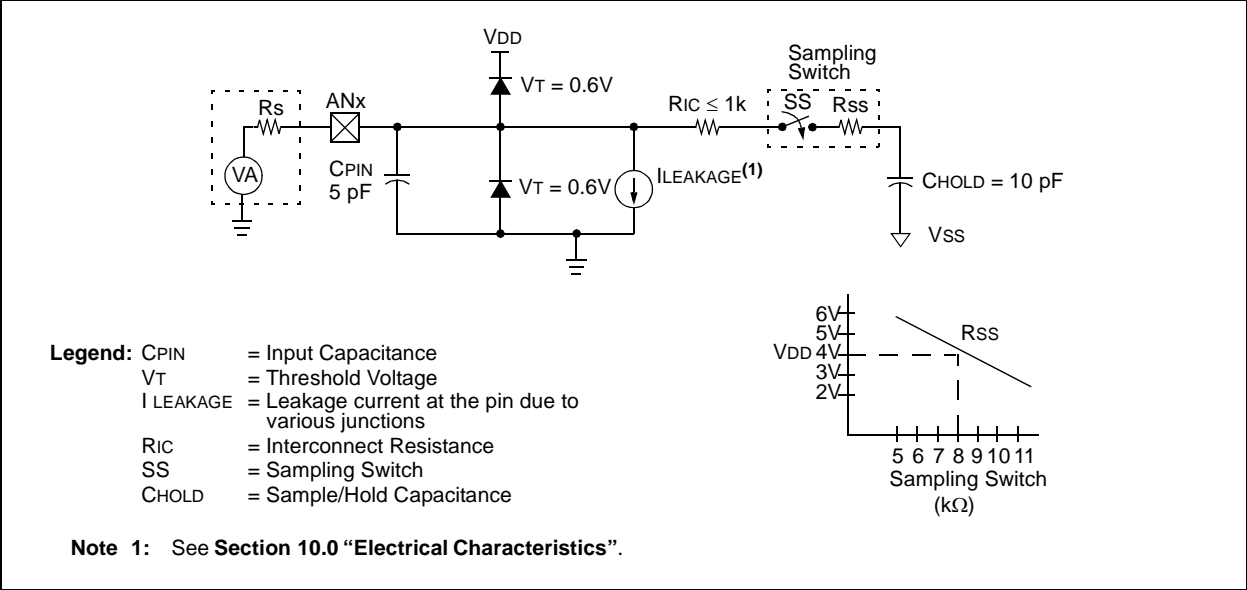 VDD
Sampling
Switch
VT = 0.6V
Rs
ANx
RIC ≤ 1k
SS
Rss
VA
CPIN
5 pF
VT = 0.6V
ILEAKAGE(1)
CHOLD = 10 pF
Vss
6V
5V
VDD 4V
3V
2V
Rss
5 6 7 8 9 10 11
Sampling Switch
(kΩ)
Legend: CPIN = Input Capacitance
VT = Threshold Voltage
I LEAKAGE = Leakage current at the pin due to
various junctions
RIC = Interconnect Resistance
SS = Sampling Switch
CHOLD = Sample/Hold Capacitance
Note 1: See Section 10.0 “Electrical Characteristics”.